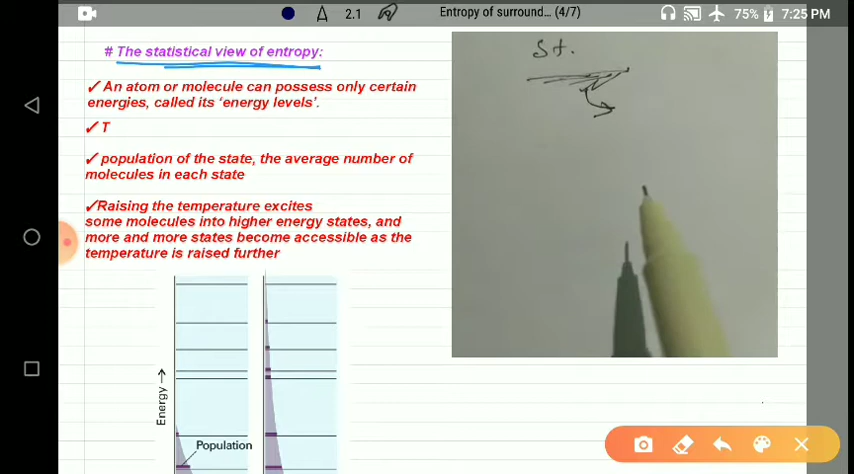 2.1
Entropy of surround... (4/7)
75%
7:25 PM
# The statistical view of entropy:
✓ An atom or molecule can possess only certain
energies, called its ‘energy levels’.
✓ T
✓ population of the state, the average number of
molecules in each state
✓Raising the temperature excites
some molecules into higher energy states, and
more and more states become accessible as the
temperature is raised further
Energy →
Population
St.